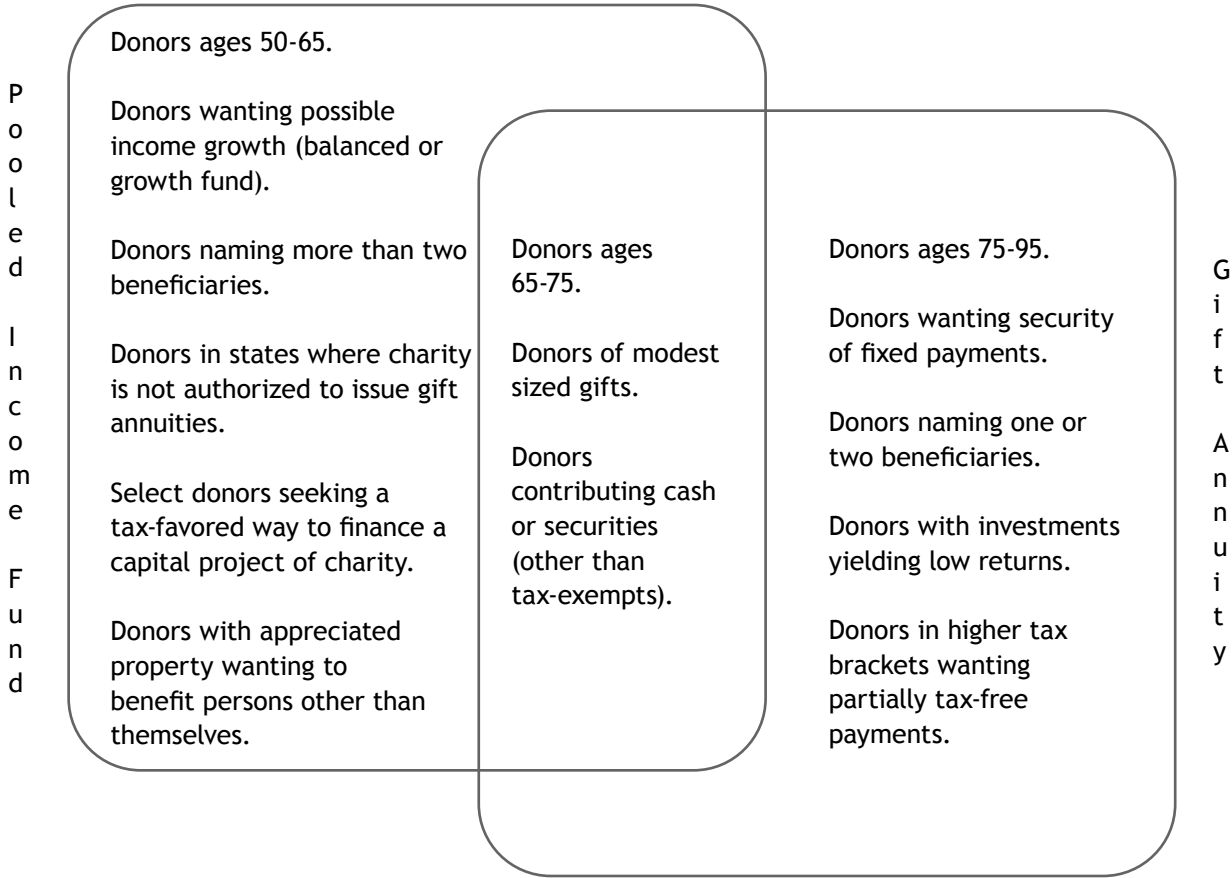 Pooled Income Fund
Donors ages 50-65.
Donors wanting possible
income growth (balanced or
growth fund).
Donors naming more than two
beneficiaries.
Donors in states where charity
is not authorized to issue gift
annuities.
Select donors seeking a
tax-favored way to finance a
capital project of charity.
Donors with appreciated
property wanting to
benefit persons other than
themselves.
Donors ages
65-75.
Donors of modest
sized gifts.
Donors
contributing cash
or securities
(other than
tax-exempts).
Donors ages 75-95.
Donors wanting security
of fixed payments.
Donors naming one or
two beneficiaries.
Donors with investments
yielding low returns.
Donors in higher tax
brackets wanting
partially tax-free
payments.
Gift Annuity